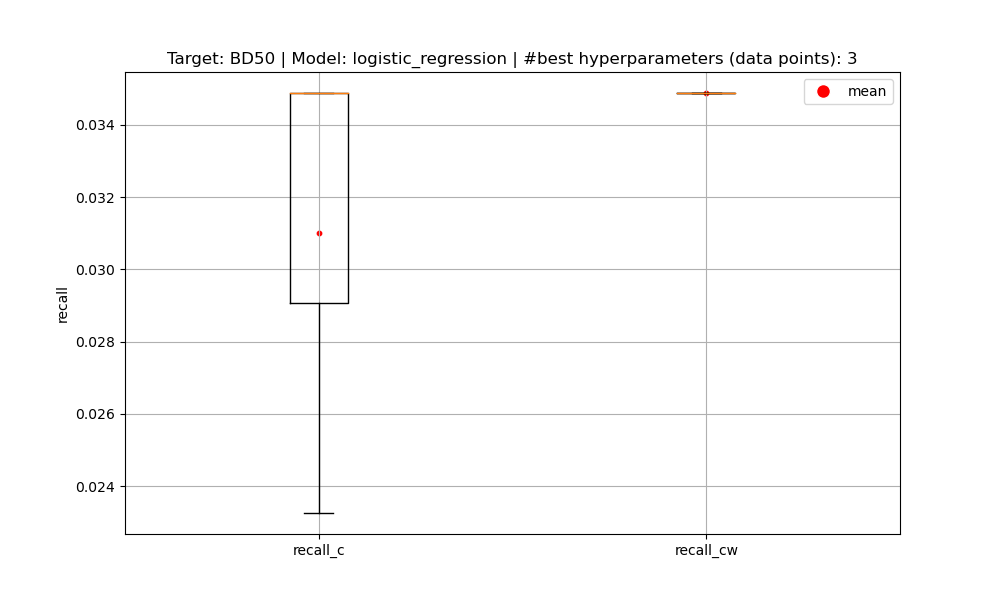 Target: BD50 | Model: logistic_regression | #best hyperparameters (data points): 3
mean
0.034
0.032
0.030
0.028
0.026
0.024
recall
recall_c
recall_cw